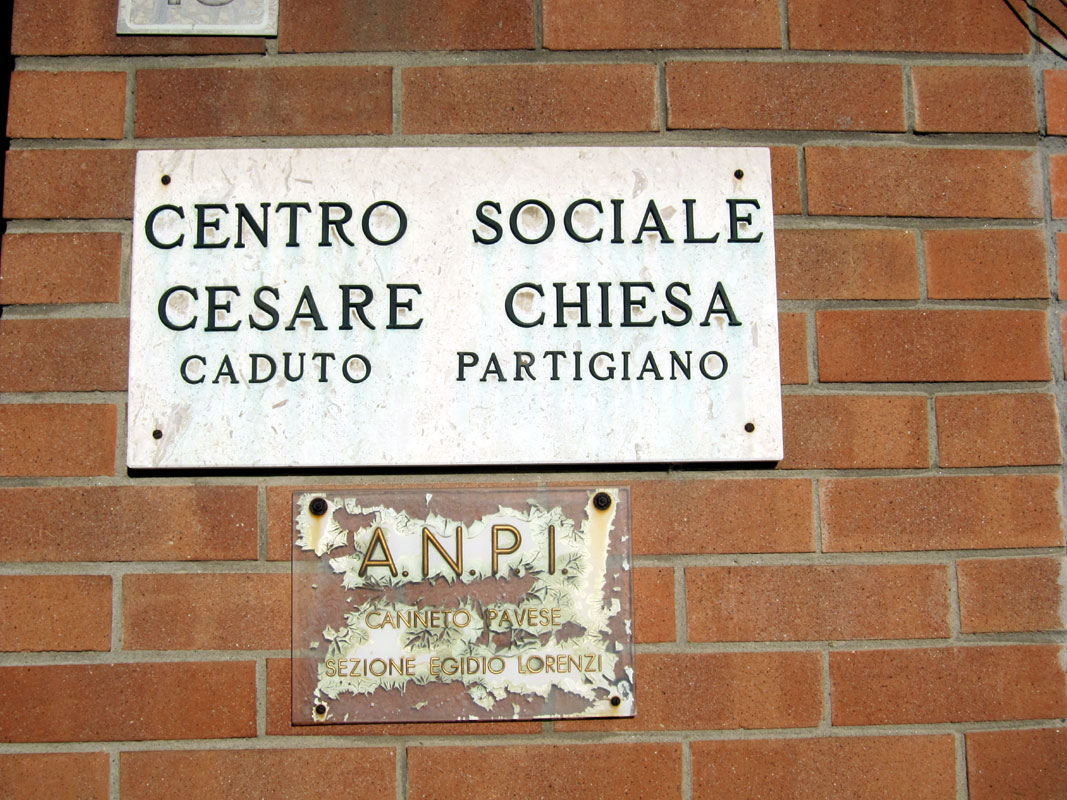 CENTRO SOCIALE
CESARE CHIESA
CADUTO PARTIGIANO
A.N.P.I.
CANNETO PAVESE
SEZIONE EGIDIO LORENZI